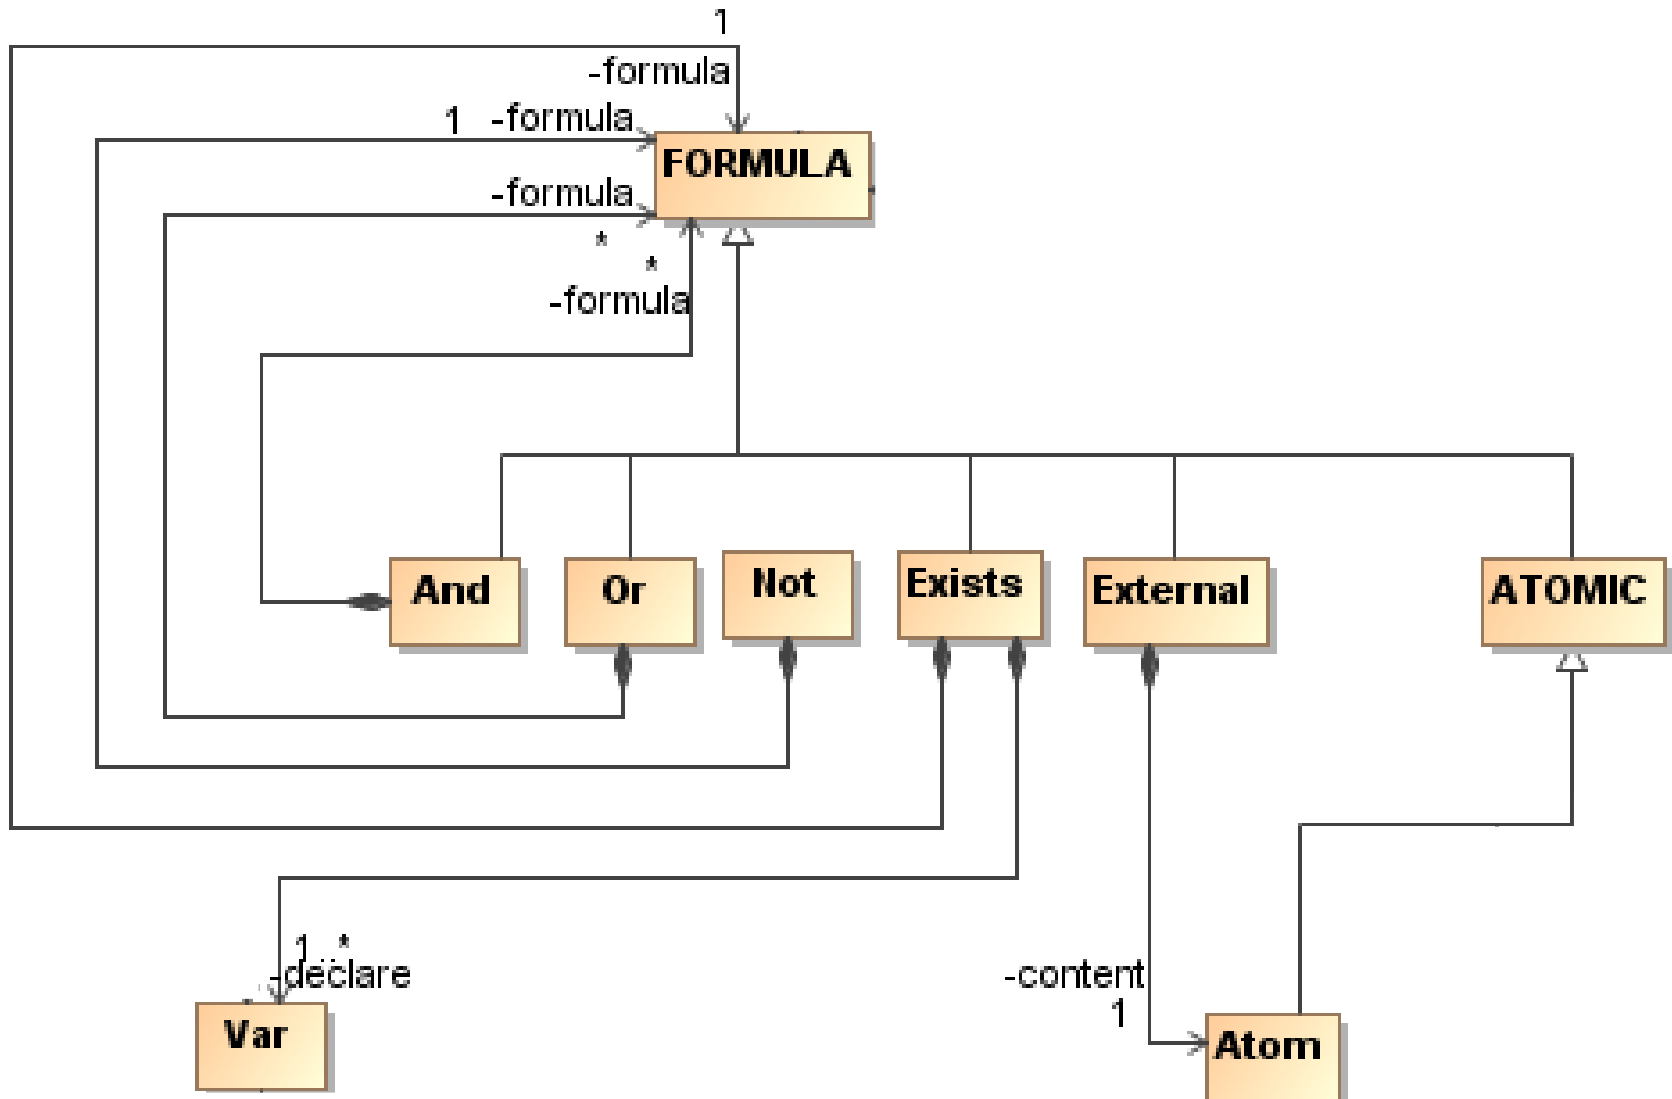 1
-formula
1 -formula
FORMULA
-formula
*
*
-formula
And Or Not Exists External ATOMIC
1..*
-declare
-content
1
Var
Atom